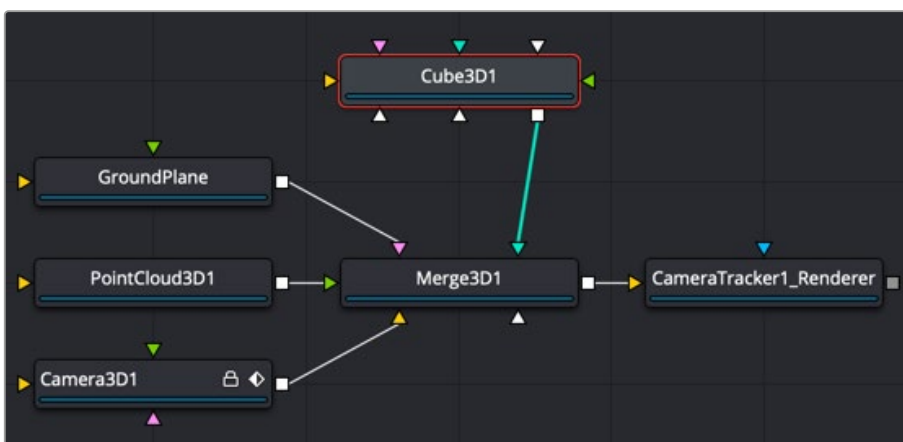 Cube3D1
GroundPlane
PointCloud3D1
Merge3D1
CameraTracker1_Renderer
Camera3D1